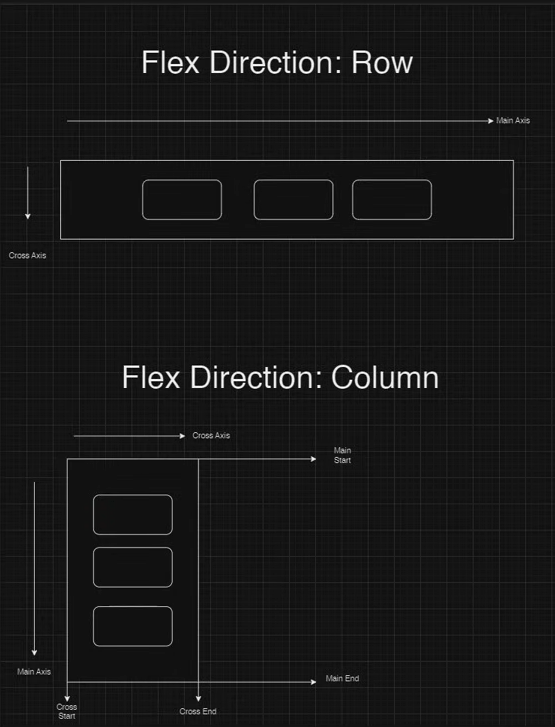 Flex Direction: Row
Main Axis
Cross Axis
Flex Direction: Column
Cross Axis
Main
Start
Main Axis
Main End
Cross
Start
Cross End